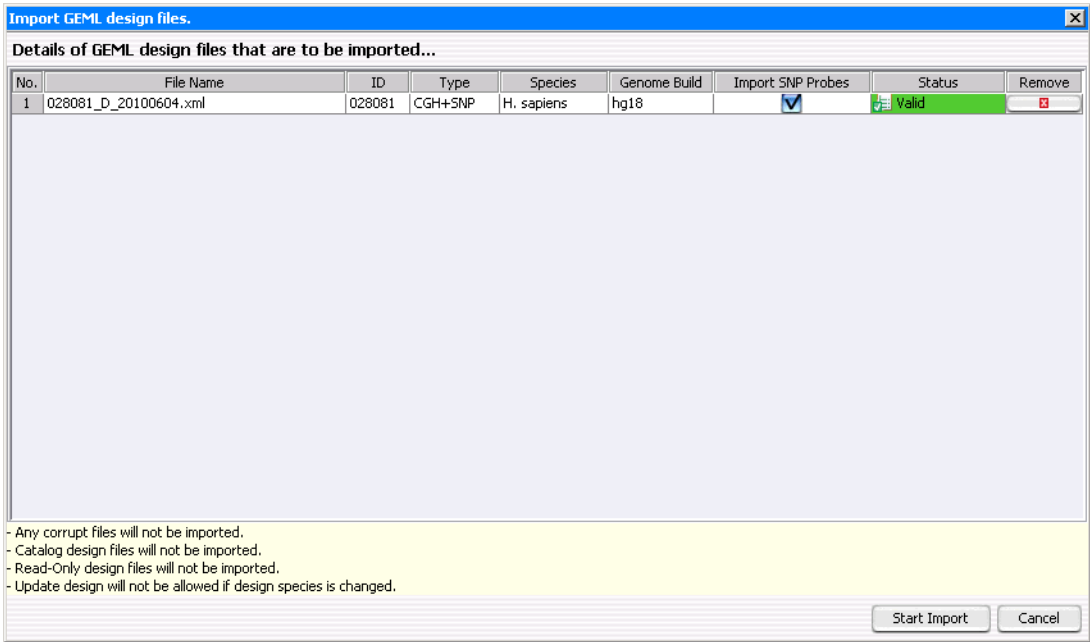 Import GEML design files.
Details of GEML design files that are to be imported...
No. File Name ID Type Species Genome Build Import SNP Probes Status Remove
1 028081_D_20100604.xml 028081 CGH+SNP H. sapiens hg18 Valid
- Any corrupt files will not be imported.
- Catalog design files will not be imported.
- Read-Only design files will not be imported.
- Update design will not be allowed if design species is changed.
Start Import Cancel